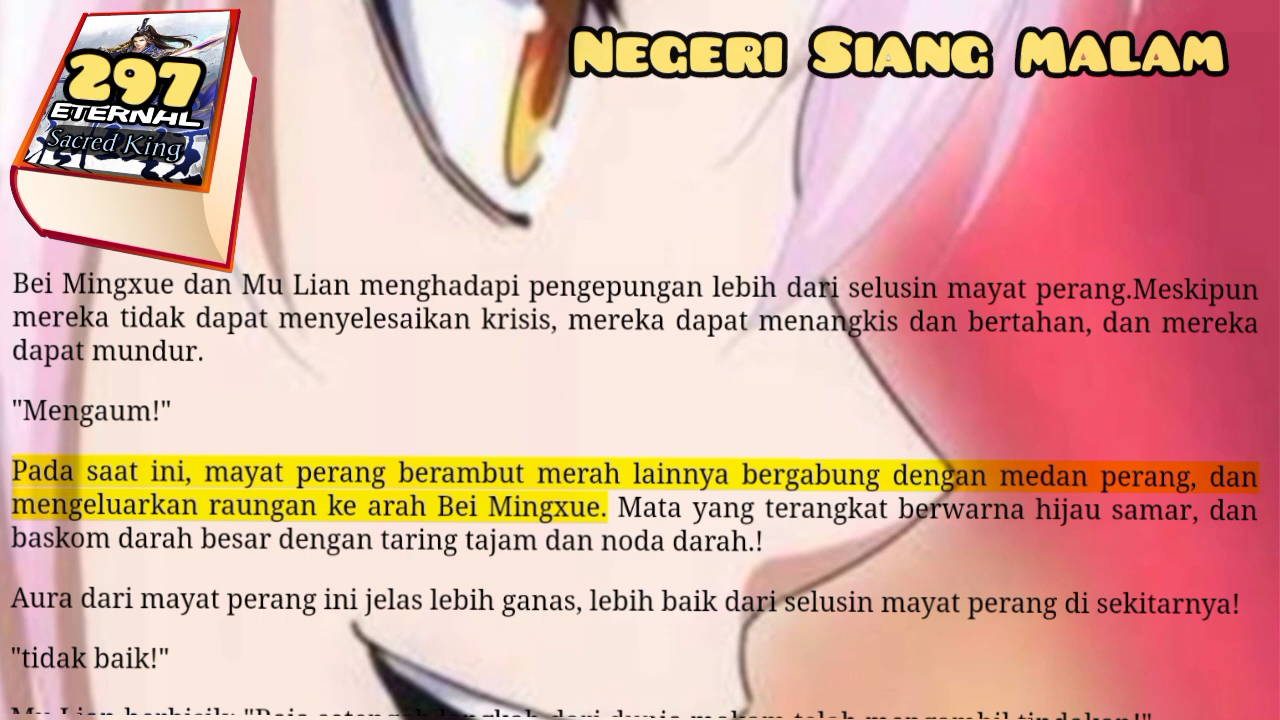 297
ETERNAL
Sacred King
NEGERI SIANG MALAM
Bei Mingxue dan Mu Lian menghadapi pengepungan lebih dari selusin mayat perang.Meskipun
mereka tidak dapat menyelesaikan krisis, mereka dapat menangkis dan bertahan, dan mereka
dapat mundur.
"Mengaum!"
Pada saat ini, mayat perang berambut merah lainnya bergabung dengan medan perang, dan
mengeluarkan raungan ke arah Bei Mingxue. Mata yang terangkat berwarna hijau samar, dan
baskom darah besar dengan taring tajam dan noda darah.!
Aura dari mayat perang ini jelas lebih ganas, lebih baik dari selusin mayat perang di sekitarnya!
"tidak baik!"